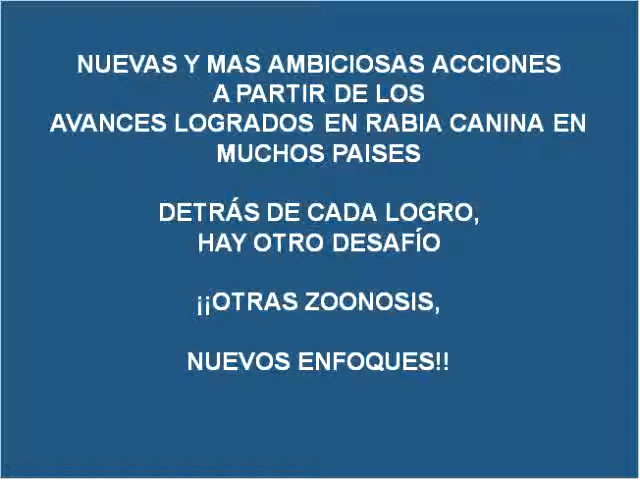 NUEVAS Y MAS AMBICIOSAS ACCIONES
A PARTIR DE LOS
AVANCES LOGRADOS EN RABIA CANINA EN
MUCHOS PAISES
DETRÁS DE CADA LOGRO,
HAY OTRO DESAFÍO
¡¡OTRAS ZOONOSIS,
NUEVOS ENFOQUES!!